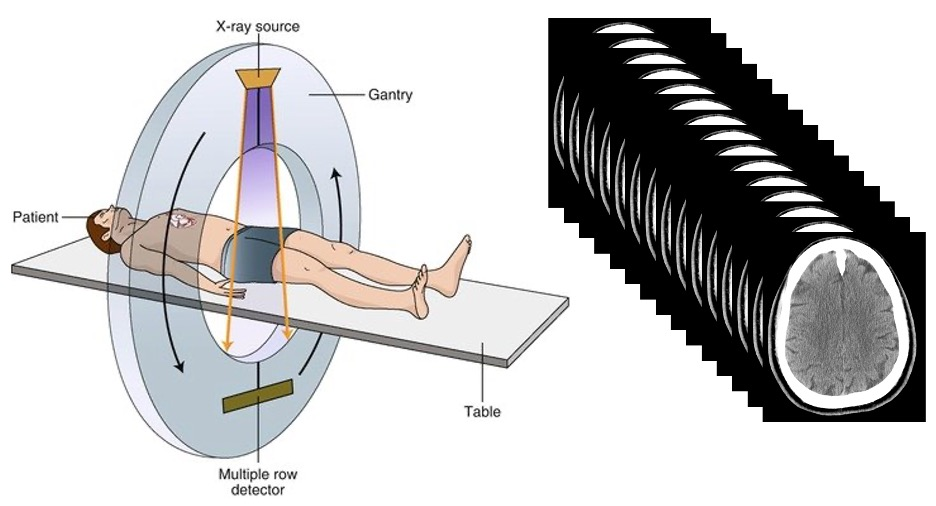 X-ray source
Gantry
Patient
Table
Multiple row
detector